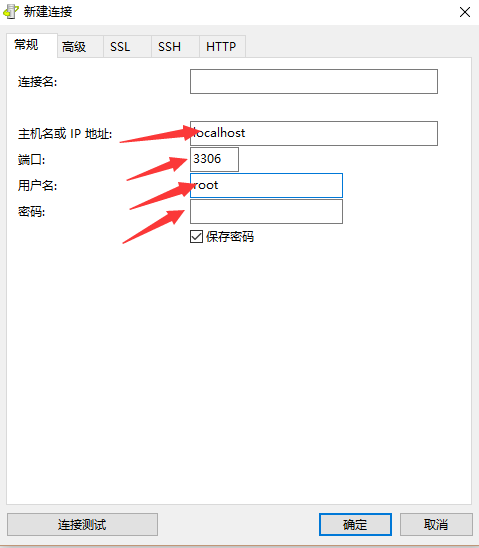 新建连接
常规 高级 SSL SSH HTTP
连接名:
主机名或 IP 地址: localhost
端口: 3306
用户名: root
密码:
保存密码
连接测试 确定 取消